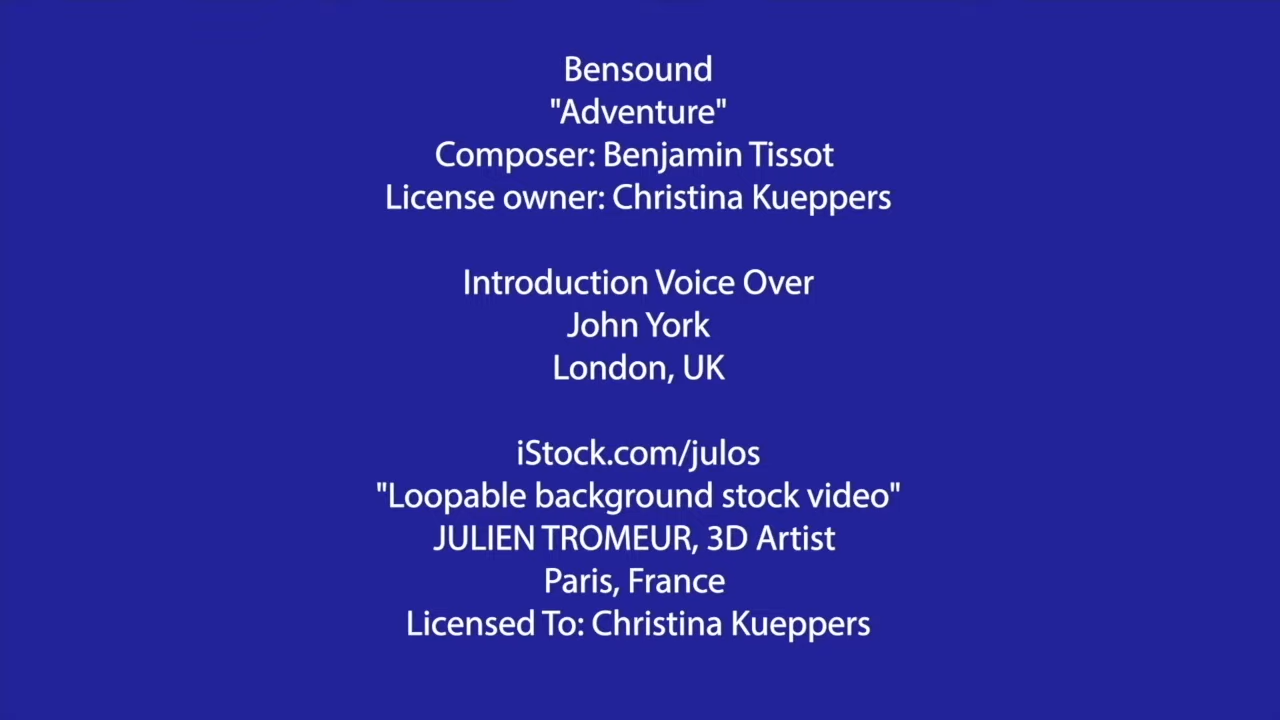 Bensound
"Adventure"
Composer: Benjamin Tissot
License owner: Christina Kueppers
Introduction Voice Over
John York
London, UK
iStock.com/julos
"Loopable background stock video"
JULIEN TROMEUR, 3D Artist
Paris, France
Licensed To: Christina Kueppers